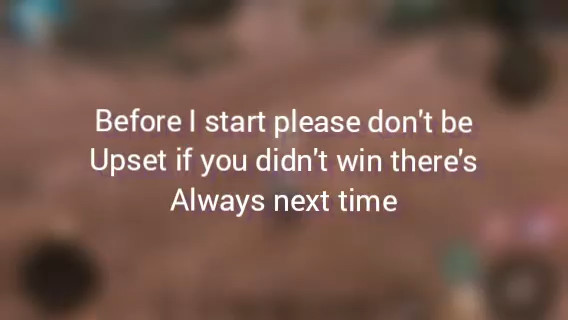 Before I start please don't be
Upset if you didn't win there's
Always next time